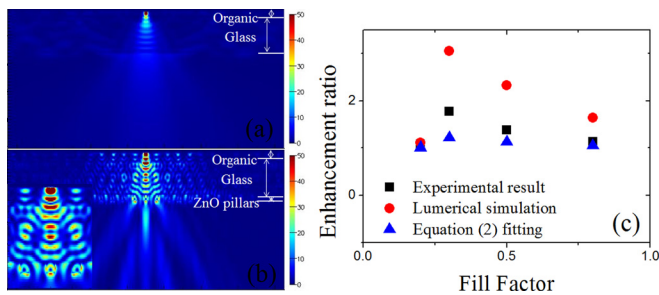 Organic
Glass
(a)
50
40
30
20
10
0
Organic
Glass
ZnO pillars
(b)
50
40
30
20
10
0
Enhancement ratio
2
0
Experimental result
Lumerical simulation
Equation (2) fitting
(c)
0.0
0.5
1.0
Fill Factor